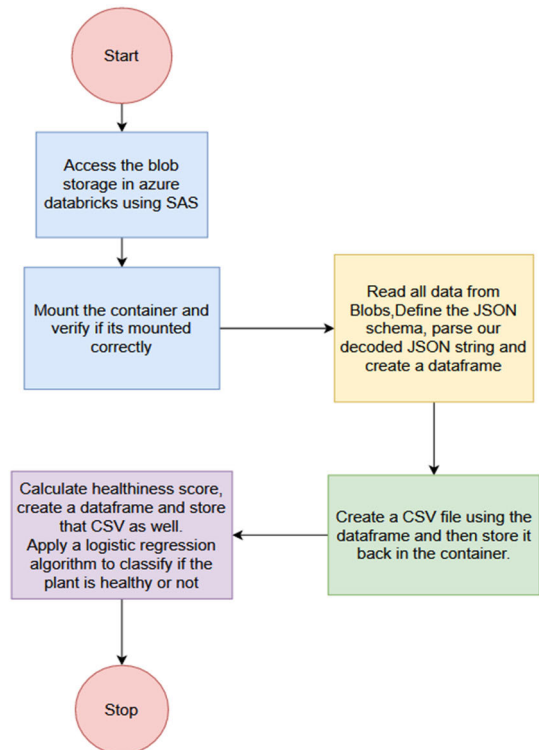 Start
Access the blob
storage in azure
databricks using SAS
Mount the container and
verify if its mounted
correctly
Read all data from
Blobs,Define the JSON
schema, parse our
decoded JSON string and
create a dataframe
Create a CSV file using the
dataframe and then store it
back in the container.
Calculate healthiness score,
create a dataframe and store
that CSV as well.
Apply a logistic regression
algorithm to classify if the
plant is healthy or not
Stop